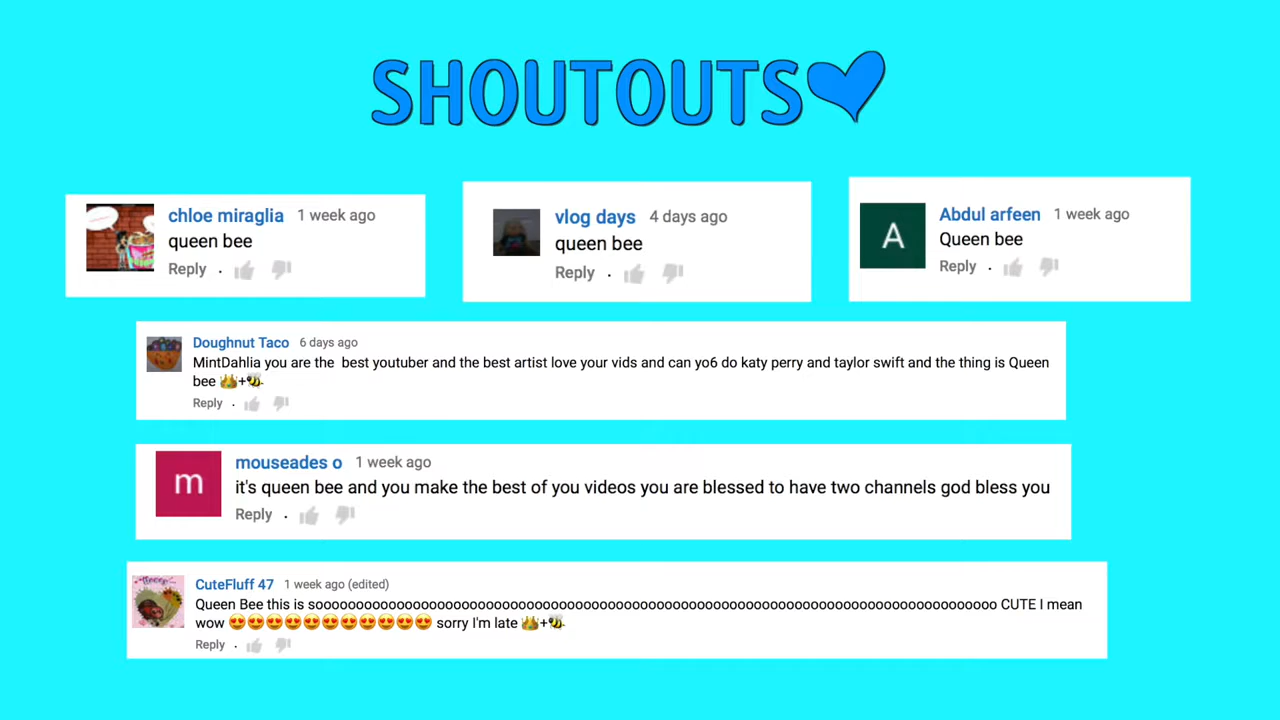 SHOUTOUTS
chloe miraglia 1 week ago
queen bee
Reply
vlog days 4 days ago
queen bee
Reply
A
Abdul arfeen 1 week ago
Queen bee
Reply
Doughnut Taco 6 days ago
MintDahlia you are the best youtuber and the best artist love your vids and can yo6 do katy perry and taylor swift and the thing is Queen
bee 👑+🐝
Reply
m
mouseades o 1 week ago
it's queen bee and you make the best of you videos you are blessed to have two channels god bless you
Reply
CuteFluff 47 1 week ago (edited)
Queen Bee this is sooooooooooooooooooooooooooooooooooooooooooooooooooooooooooooooooooooooooooooooooooooo CUTE I mean
wow 😍😍😍😍😍😍😍😍😍😍😍 sorry I'm late 👑+🐝
Reply